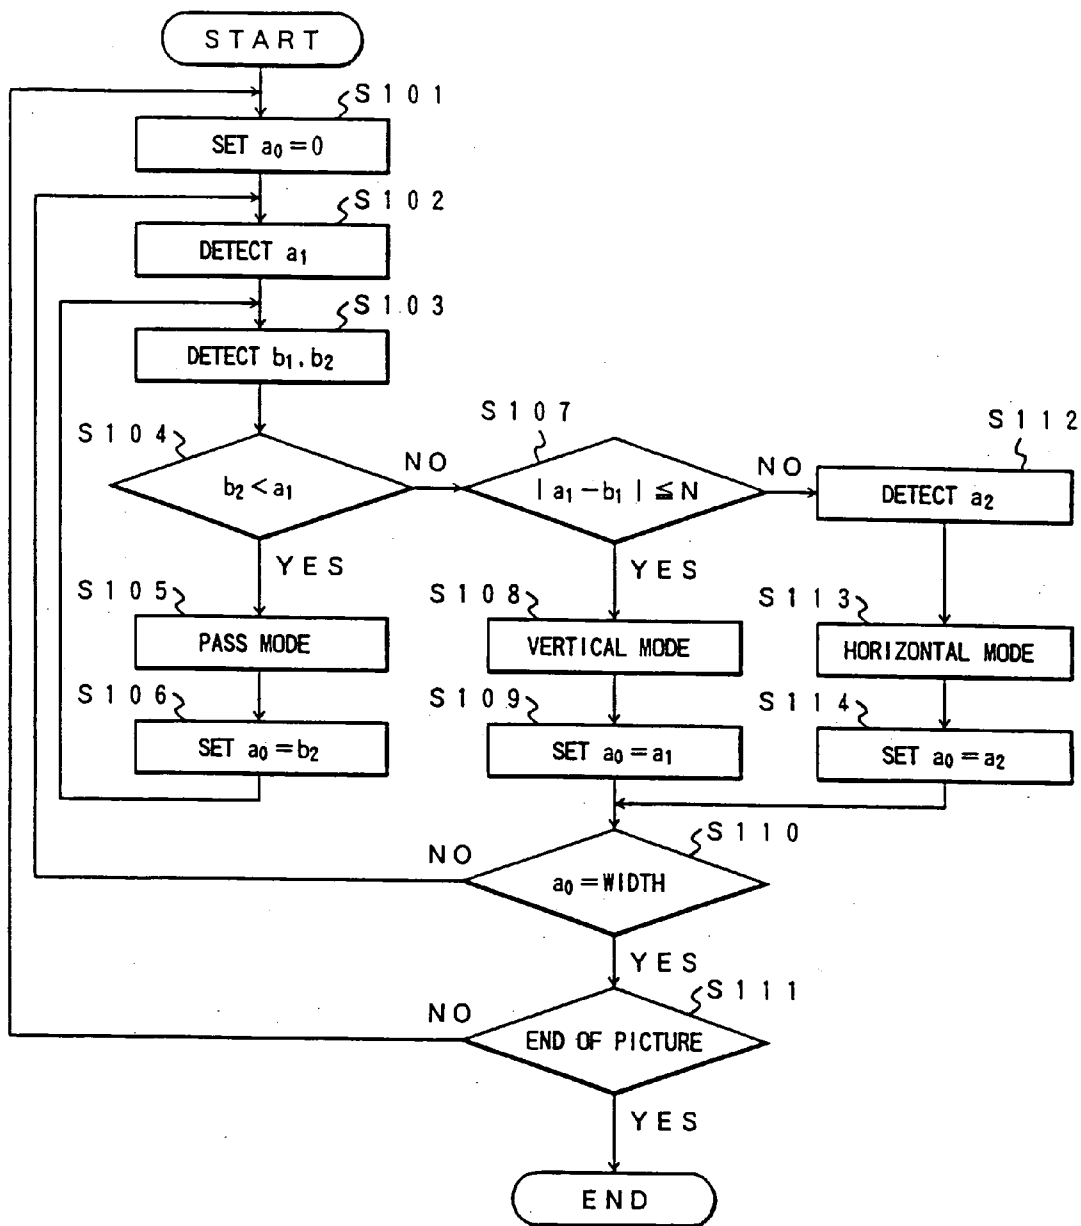 START
S101
SET a₀=0
S102
DETECT a₁
S103
DETECT b₁.b₂
S104
b₂<a₁
NO
S107
|a₁−b₁|≦N
NO
S112
DETECT a₂
YES
YES
S105
PASS MODE
S108
VERTICAL MODE
S113
HORIZONTAL MODE
S106
SET a₀=b₂
S109
SET a₀=a₁
S114
SET a₀=a₂
S110
a₀=WIDTH
NO
YES
S111
END OF PICTURE
NO
YES
END